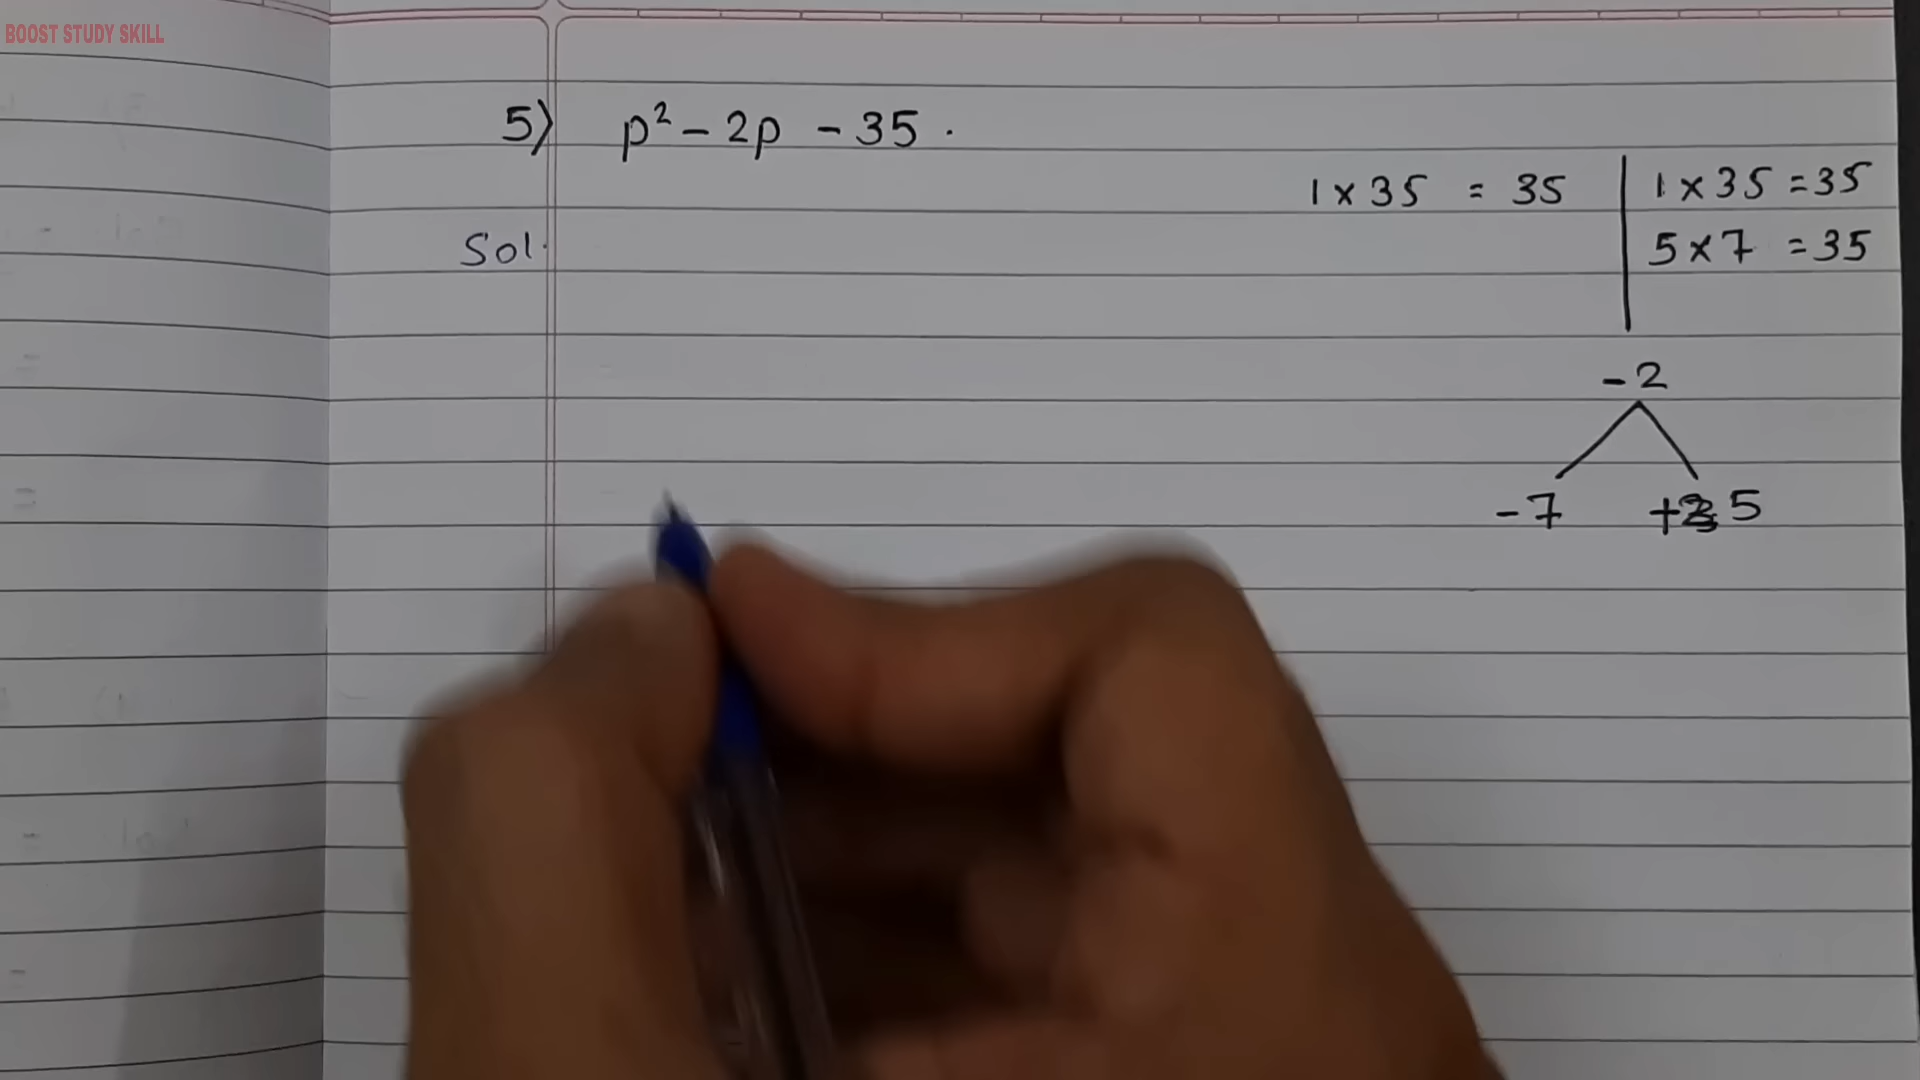 BOOST STUDY SKILL
5) p² - 2p - 35 .
1 x 35 = 35 | 1 x 35 = 35
Sol. 5 x 7 = 35
-2
-7 + 5